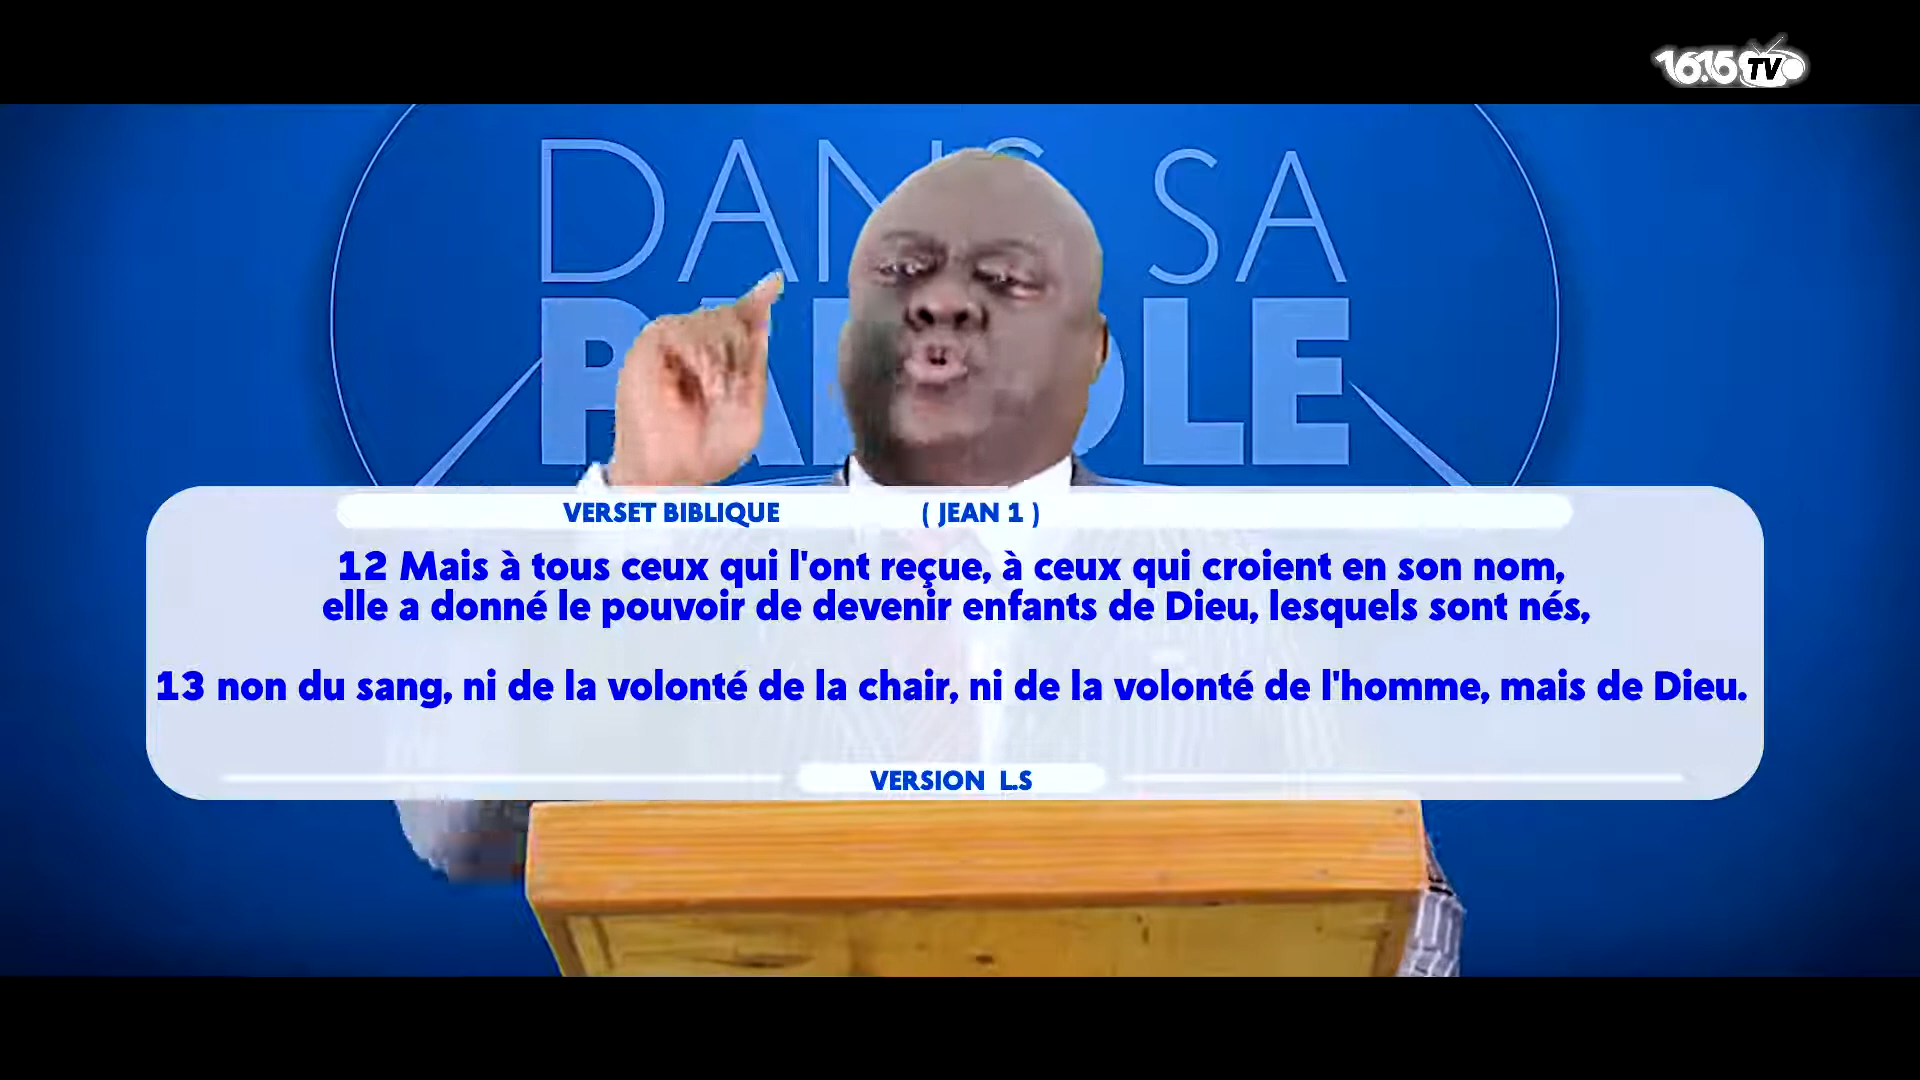 16.15 TV
DANS SA
PAROLE
VERSET BIBLIQUE ( JEAN 1 )
12 Mais à tous ceux qui l'ont reçue, à ceux qui croient en son nom,
elle a donné le pouvoir de devenir enfants de Dieu, lesquels sont nés,
13 non du sang, ni de la volonté de la chair, ni de la volonté de l'homme, mais de Dieu.
VERSION L.S